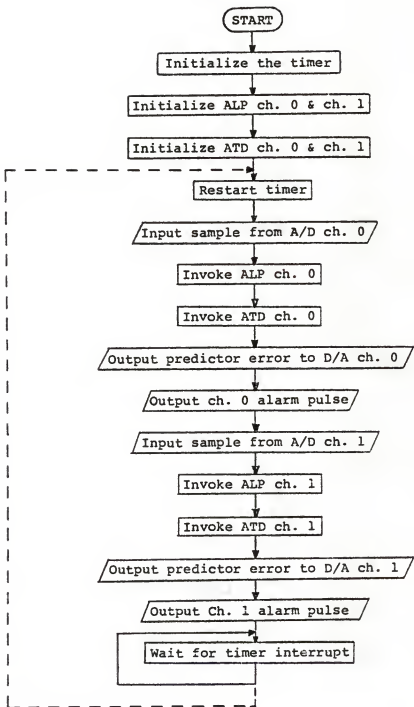 START
Initialize the timer
Initialize ALP ch. 0 & ch. 1
Initialize ATD ch. 0 & ch. 1
Restart timer
Input sample from A/D ch. 0
Invoke ALP ch. 0
Invoke ATD ch. 0
Output predictor error to D/A ch. 0
Output ch. 0 alarm pulse
Input sample from A/D ch. 1
Invoke ALP ch. 1
Invoke ATD ch. 1
Output predictor error to D/A ch. 1
Output Ch. 1 alarm pulse
Wait for timer interrupt